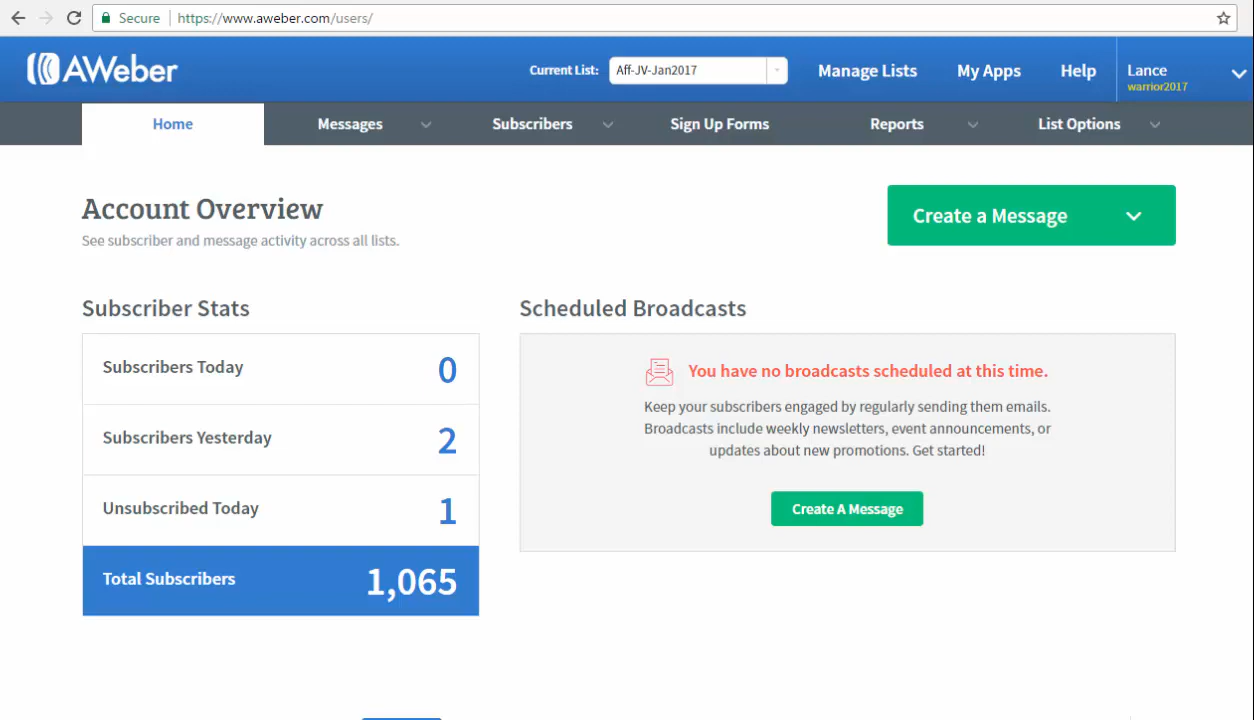 Secure https://www.aweber.com/users/
AWeber
Current List: Aff-JV-Jan2017 Manage Lists My Apps Help Lance
warrior2017
Home Messages Subscribers Sign Up Forms Reports List Options
Account Overview
See subscriber and message activity across all lists.
Create a Message
Subscriber Stats
Subscribers Today 0
Subscribers Yesterday 2
Unsubscribed Today 1
Total Subscribers 1,065
Scheduled Broadcasts
You have no broadcasts scheduled at this time.
Keep your subscribers engaged by regularly sending them emails.
Broadcasts include weekly newsletters, event announcements, or
updates about new promotions. Get started!
Create A Message